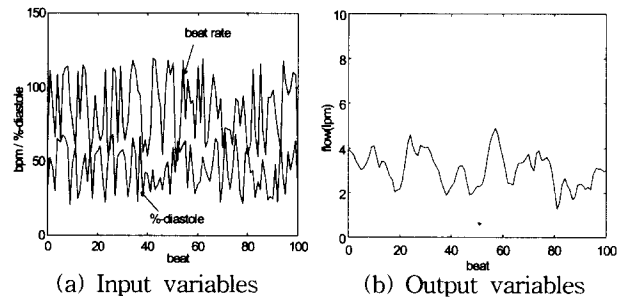 150
100
50
0
bpm / %-diastole
beat rate
%-diastole
0 20 40 60 80 100
beat
(a) Input variables
10
8
6
4
2
0
flow(lpm)
0 20 40 60 80 100
beat
(b) Output variables